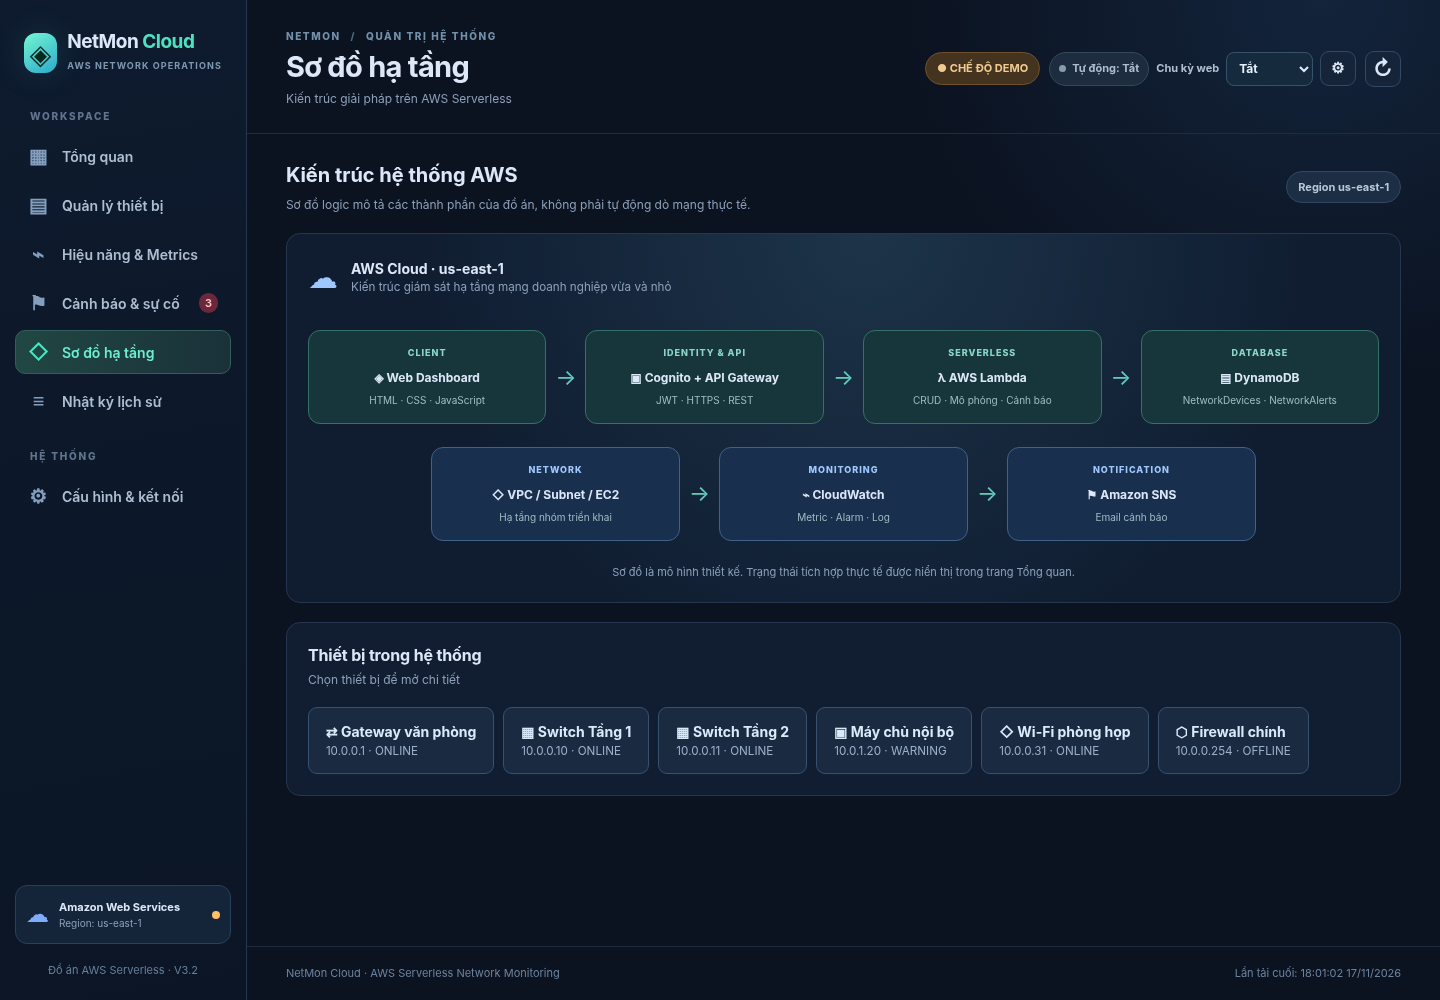 NetMon Cloud
AWS NETWORK OPERATIONS
WORKSPACE
Tổng quan
Quản lý thiết bị
Hiệu năng & Metrics
Cảnh báo & sự cố 3
Sơ đồ hạ tầng
Nhật ký lịch sử
HỆ THỐNG
Cấu hình & kết nối
Amazon Web Services
Region: us-east-1
Đồ án AWS Serverless · V3.2
NETMON / QUẢN TRỊ HỆ THỐNG
Sơ đồ hạ tầng
Kiến trúc giải pháp trên AWS Serverless
CHẾ ĐỘ DEMO
Tự động: Tắt
Chu kỳ web
Tắt
Kiến trúc hệ thống AWS
Sơ đồ logic mô tả các thành phần của đồ án, không phải tự động dò mạng thực tế.
Region us-east-1
AWS Cloud · us-east-1
Kiến trúc giám sát hạ tầng mạng doanh nghiệp vừa và nhỏ
CLIENT
◈ Web Dashboard
HTML · CSS · JavaScript
→
IDENTITY & API
▣ Cognito + API Gateway
JWT · HTTPS · REST
→
SERVERLESS
λ AWS Lambda
CRUD · Mô phỏng · Cảnh báo
→
DATABASE
▤ DynamoDB
NetworkDevices · NetworkAlerts
NETWORK
◇ VPC / Subnet / EC2
Hạ tầng nhóm triển khai
→
MONITORING
⌁ CloudWatch
Metric · Alarm · Log
→
NOTIFICATION
⚑ Amazon SNS
Email cảnh báo
Sơ đồ là mô hình thiết kế. Trạng thái tích hợp thực tế được hiển thị trong trang Tổng quan.
Thiết bị trong hệ thống
Chọn thiết bị để mở chi tiết
⇄ Gateway văn phòng
10.0.0.1 · ONLINE
▦ Switch Tầng 1
10.0.0.10 · ONLINE
▦ Switch Tầng 2
10.0.0.11 · ONLINE
▣ Máy chủ nội bộ
10.0.1.20 · WARNING
◇ Wi-Fi phòng họp
10.0.0.31 · ONLINE
⬡ Firewall chính
10.0.0.254 · OFFLINE
NetMon Cloud · AWS Serverless Network Monitoring
Lần tải cuối: 18:01:02 17/11/2026